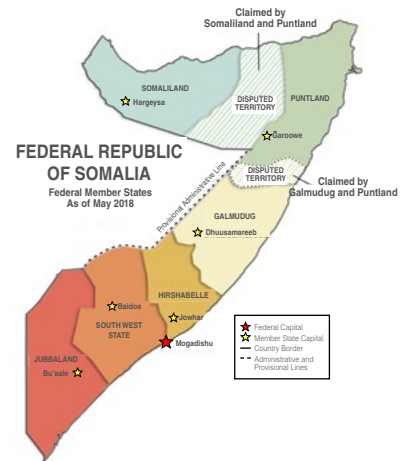 Claimed by
Somaliland and Puntland
SOMALILAND
Hargeysa
DISPUTED
TERRITORY
PUNTLAND
Garoowe
FEDERAL REPUBLIC
OF SOMALIA
Federal Member States
As of May 2018
Provisional Administrative Line
DISPUTED
TERRITORY
Claimed by
Galmudug and Puntland
GALMUDUG
Dhuusamareeb
HIRSHABELLE
Baidoa
Jowhar
SOUTH WEST
STATE
Mogadishu
JUBBALAND
Bu'aale
Federal Capital
Member State Capital
Country Border
Administrative and
Provisional Lines